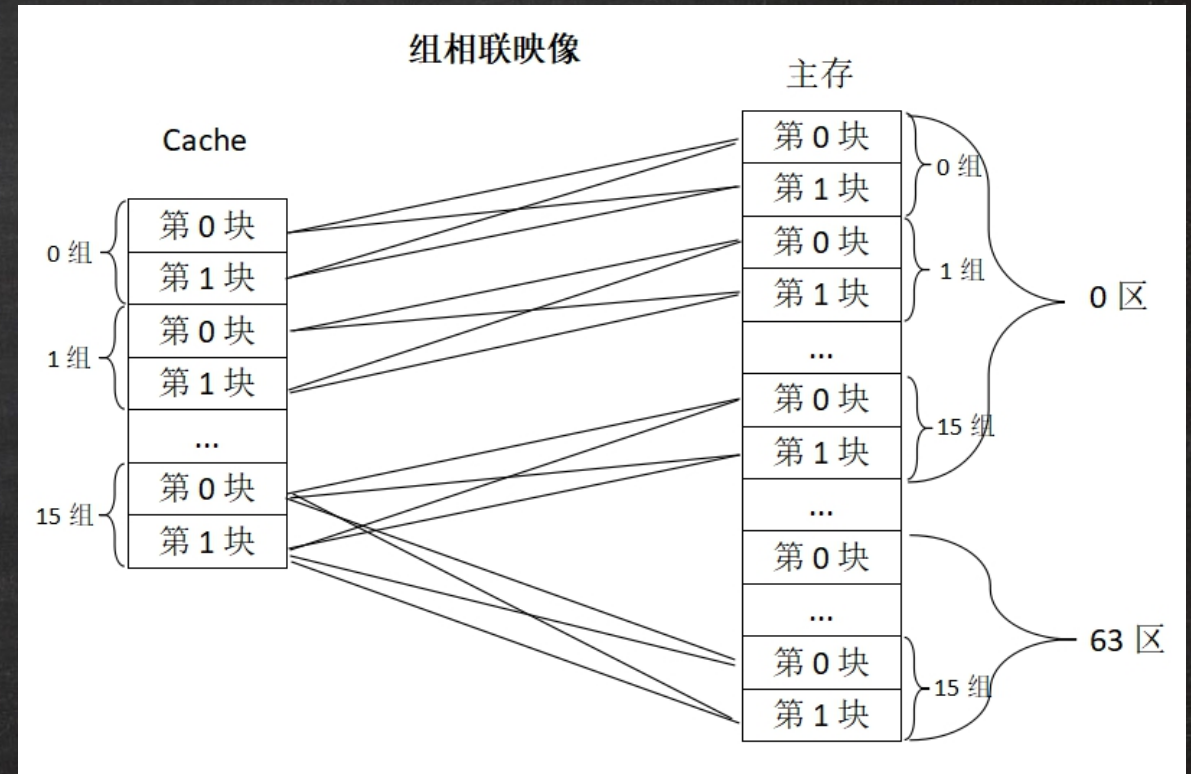 组相联映像
主存
Cache
第 0 块
第 1 块
第 0 块
第 1 块
...
第 0 块
第 1 块
0 组
1 组
15 组
第 0 块
第 1 块
第 0 块
第 1 块
...
第 0 块
第 1 块
...
第 0 块
...
第 0 块
第 1 块
0 组
1 组
15 组
15 组
0 区
63 区